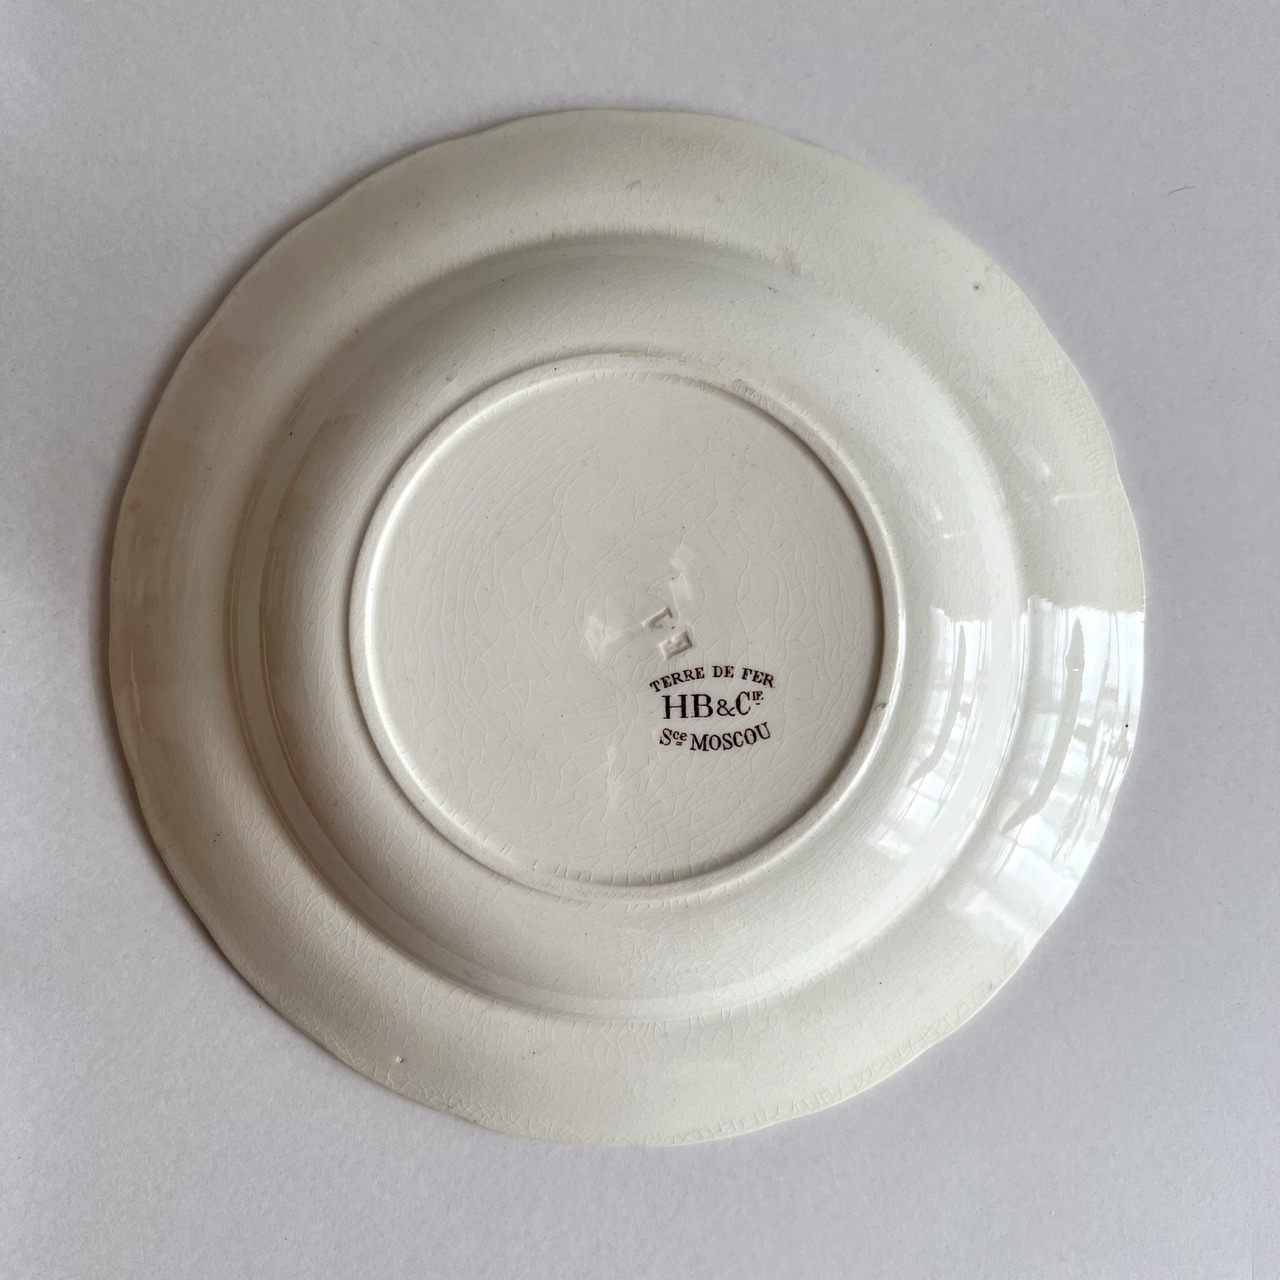 TERRE DE FER
HB & Cie
Sce MOSCOU